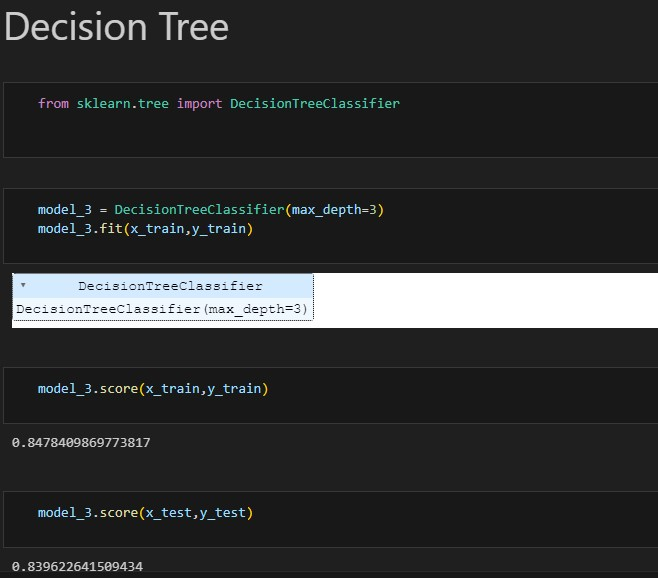 Decision Tree
from sklearn.tree import DecisionTreeClassifier
model_3 = DecisionTreeClassifier(max_depth=3)
model_3.fit(x_train,y_train)
▾ DecisionTreeClassifier
DecisionTreeClassifier(max_depth=3)
model_3.score(x_train,y_train)
0.8478409869773817
model_3.score(x_test,y_test)
0.839622641509434